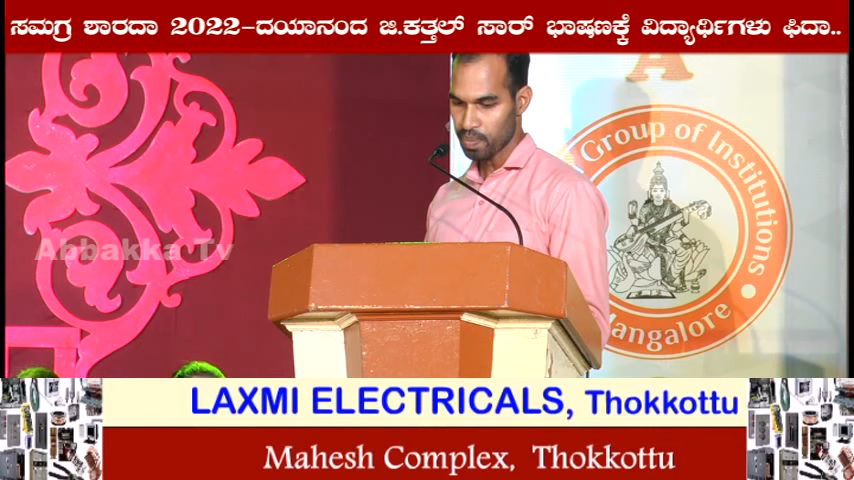 ಸಮಗ್ರ ಶಾರದಾ 2022-ದಯಾನಂದ ಜಿ.ಕತ್ತಲ್ ಸಾರ್ ಭಾಷಣಕ್ಕೆ ವಿದ್ಯಾರ್ಥಿಗಳು ಫಿದಾ..
A
Group of Institutions
Mangalore
Abbakka Tv
LAXMI ELECTRICALS, Thokkottu
Mahesh Complex, Thokkottu